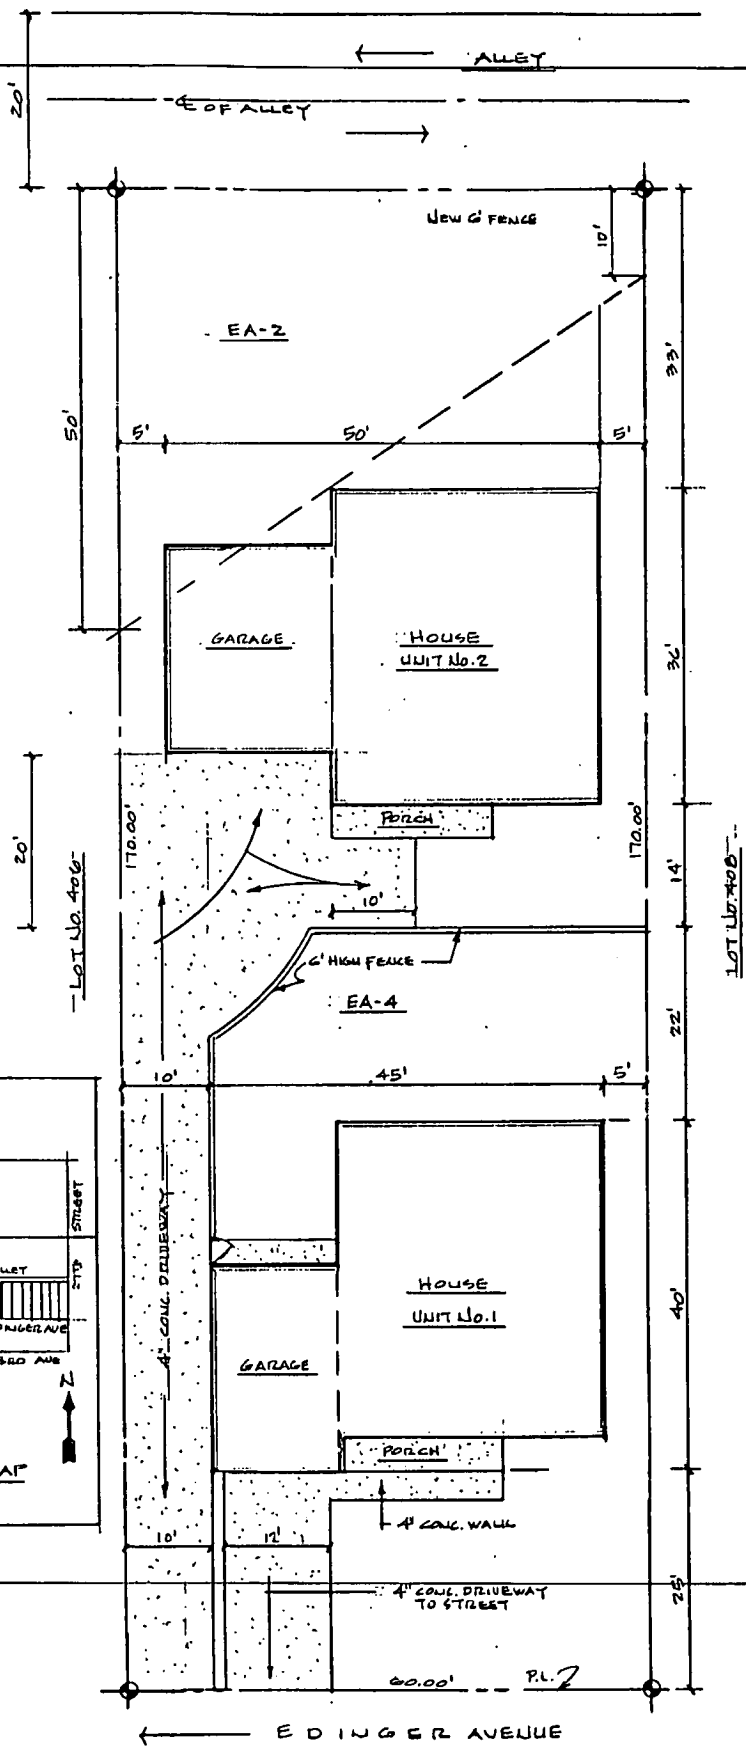 ALLEY
20'
℄ OF ALLEY
NEW 6' FENCE
10'
EA-2
33'
50'
5'
50'
5'
GARAGE
HOUSE
UNIT No.2
36'
PORCH
170.00'
170.00'
20'
14'
LOT No. 406
LOT No. 408
10'
6' HIGH FENCE
EA-4
22'
10'
45'
5'
STREET
4" CONC. DRIVEWAY
HOUSE
UNIT No.1
40'
GARAGE
N
PORCH
4" CONC. WALK
10'
12'
4" CONC. DRIVEWAY
TO STREET
25'
60.00'
P.L.
EDINGER AVENUE